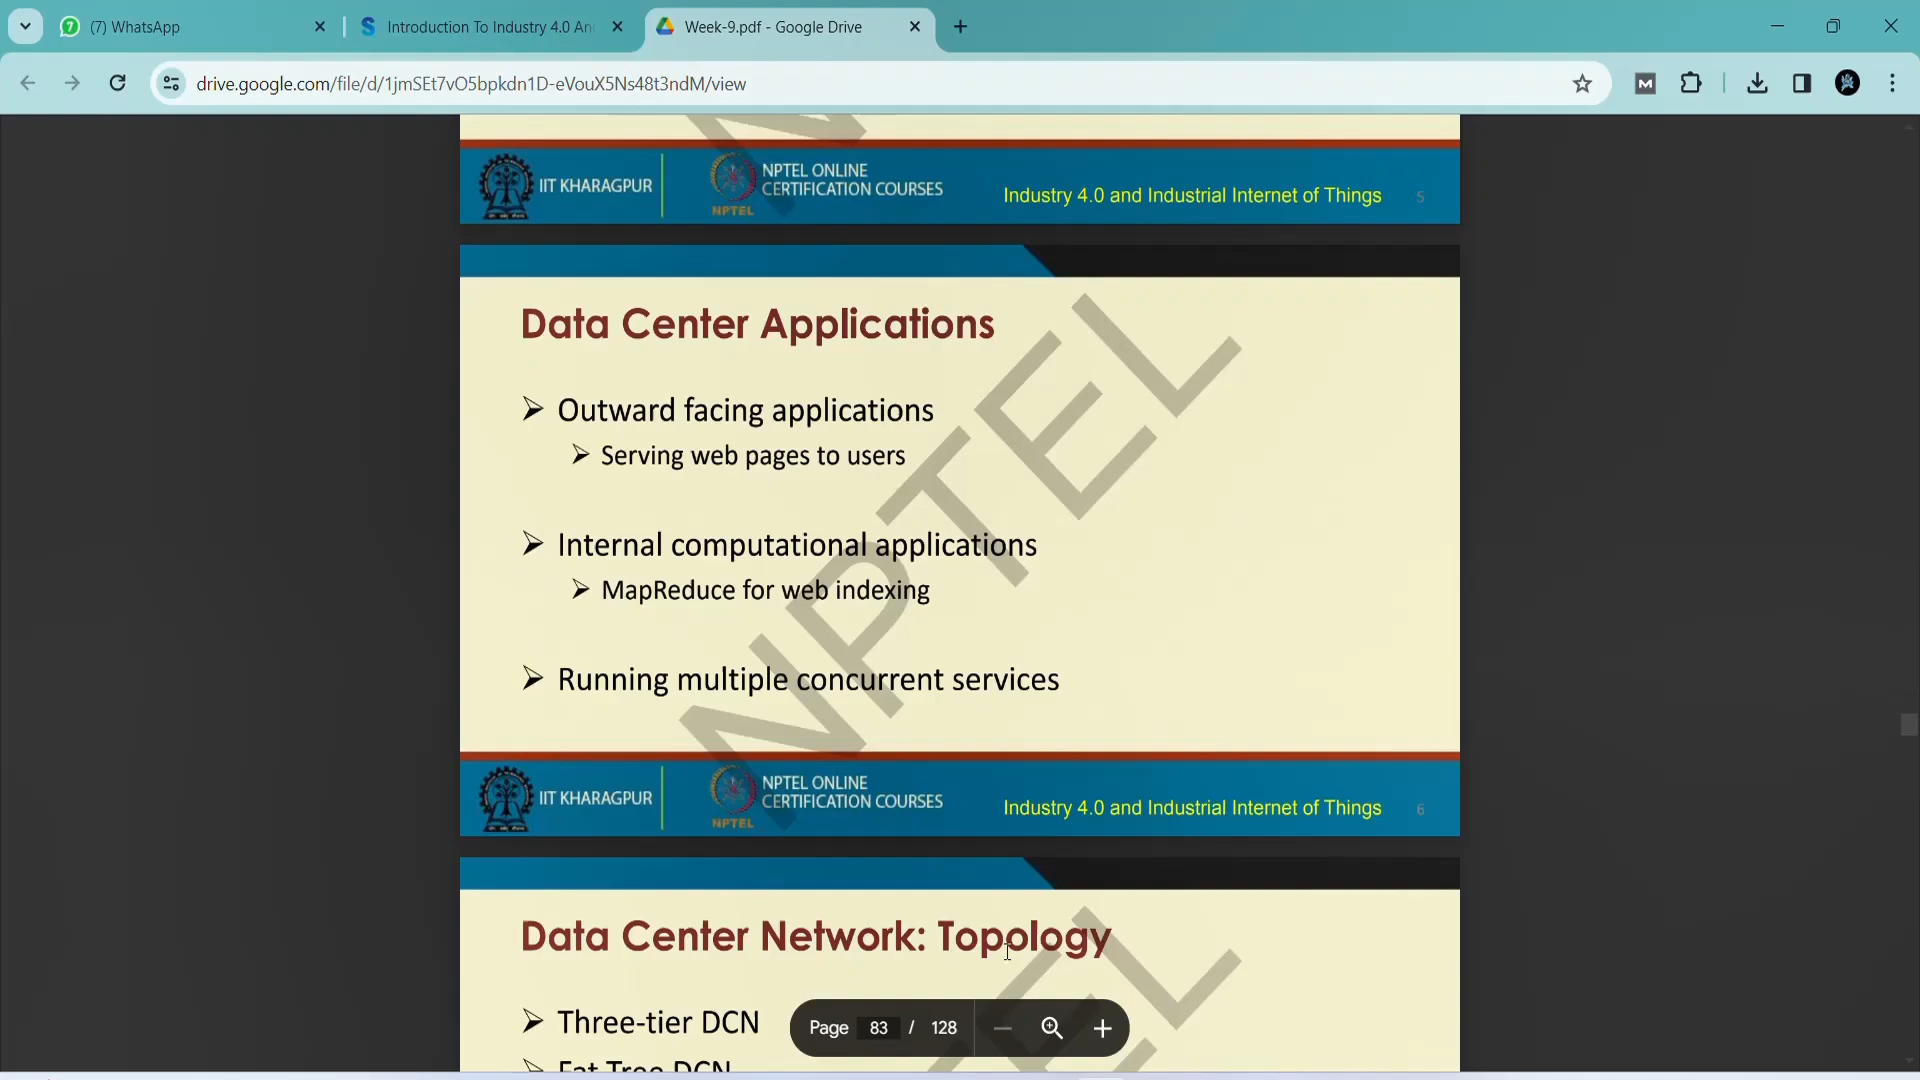 (7) WhatsApp
Introduction To Industry 4.0 An
Week-9.pdf - Google Drive
drive.google.com/file/d/1jmSEt7vO5bpkdn1D-eVouX5Ns48t3ndM/view
IIT KHARAGPUR
NPTEL ONLINE
CERTIFICATION COURSES
NPTEL
Industry 4.0 and Industrial Internet of Things
5
Data Center Applications
➢ Outward facing applications
➢ Serving web pages to users
➢ Internal computational applications
➢ MapReduce for web indexing
➢ Running multiple concurrent services
NPTEL
IIT KHARAGPUR
NPTEL ONLINE
CERTIFICATION COURSES
NPTEL
Industry 4.0 and Industrial Internet of Things
6
Data Center Network: Topology
➢ Three-tier DCN
➢ Fat Tree DCN
Page 83 / 128